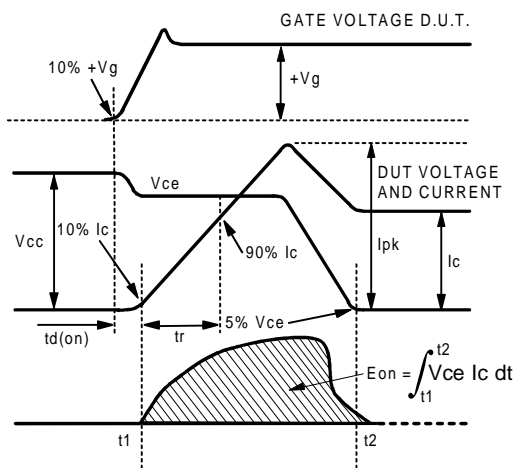 GATE VOLTAGE D.U.T.
10% +Vg
+Vg
Vce
DUT VOLTAGE
AND CURRENT
Vcc
10% Ic
90% Ic
Ipk
Ic
td(on)
tr
5% Vce
Eon = ∫ Vce Ic dt
t2
t1
t1
t2